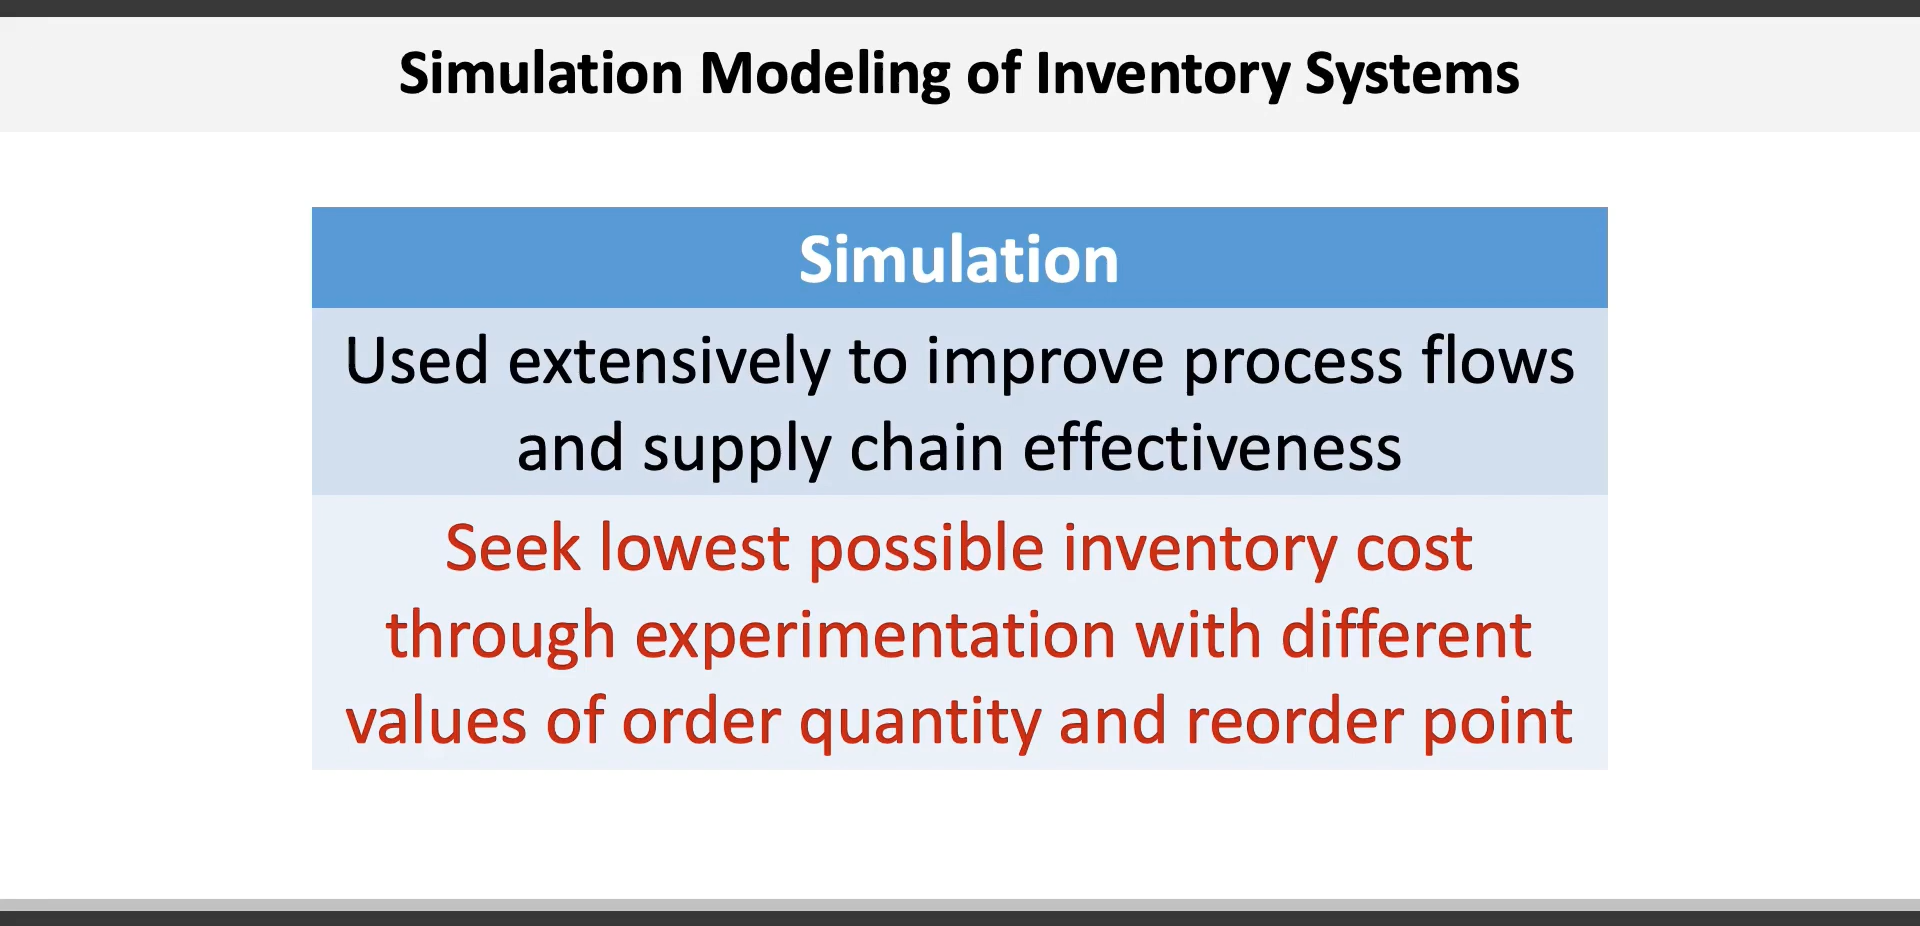 Simulation Modeling of Inventory Systems
Simulation
Used extensively to improve process flows
and supply chain effectiveness
Seek lowest possible inventory cost
through experimentation with different
values of order quantity and reorder point